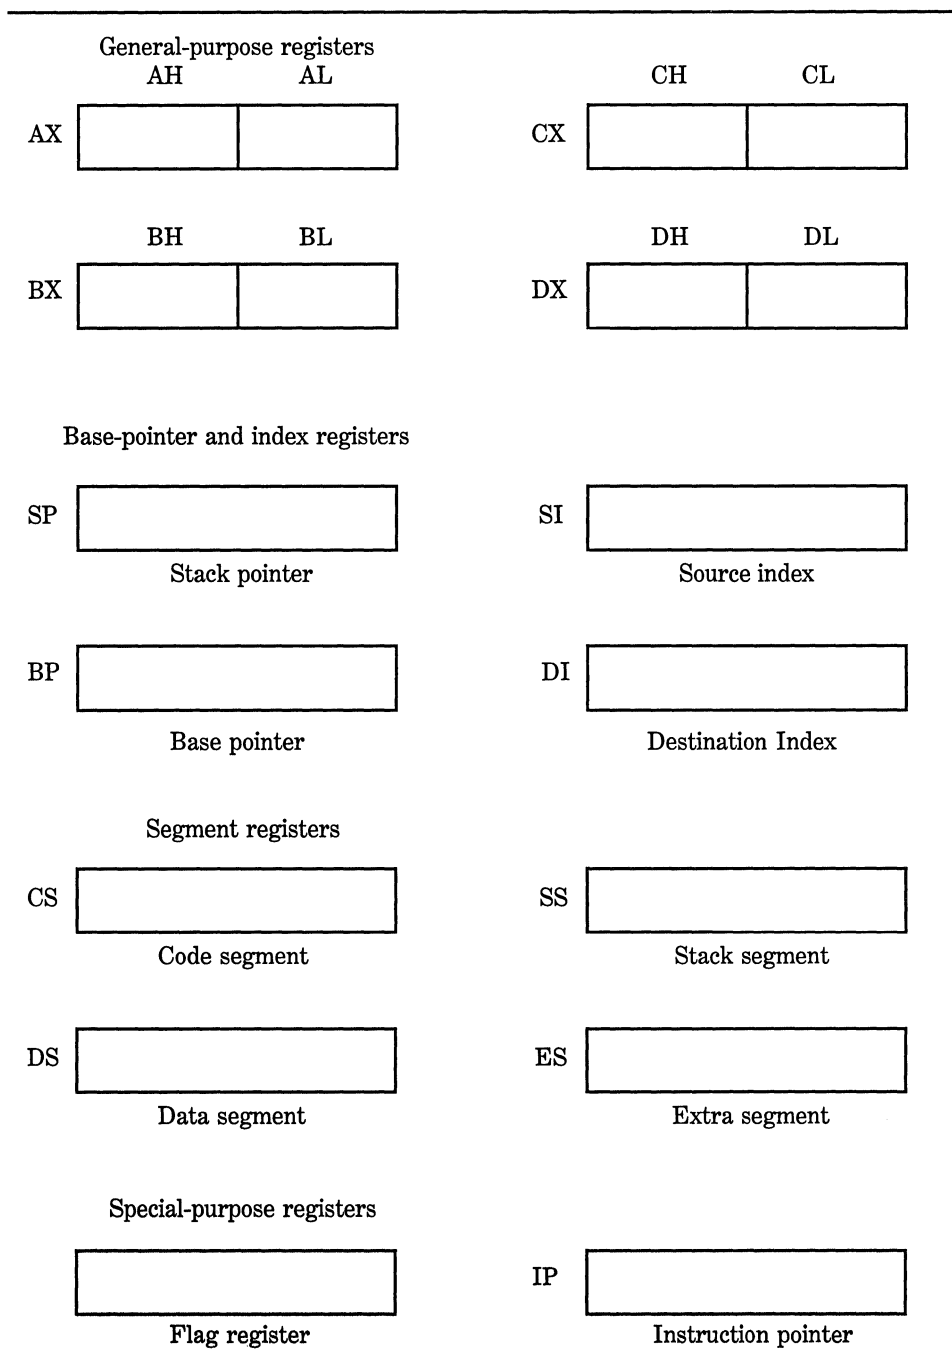 General-purpose registers
AH AL CH CL
AX CX
BH BL DH DL
BX DX
Base-pointer and index registers
SP SI
Stack pointer Source index
BP DI
Base pointer Destination Index
Segment registers
CS SS
Code segment Stack segment
DS ES
Data segment Extra segment
Special-purpose registers
IP
Flag register Instruction pointer